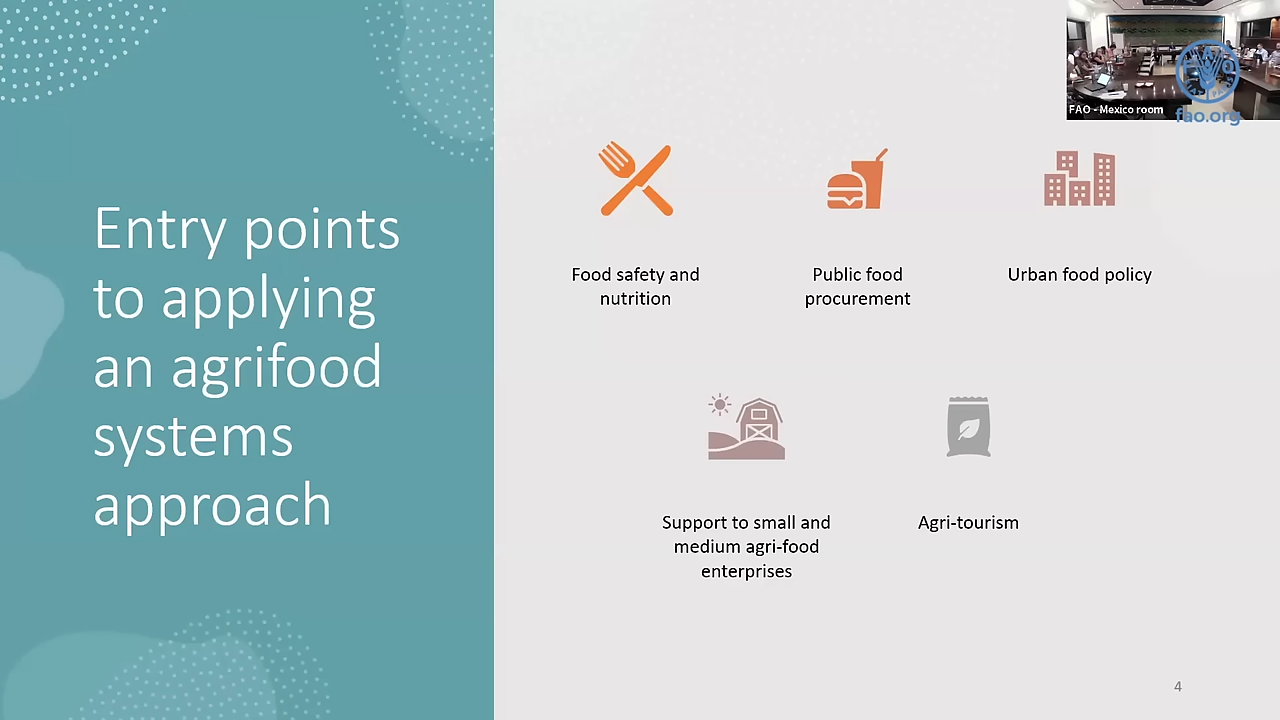 Entry points
to applying
an agrifood
systems
approach
FAO - Mexico room
fao.org
Food safety and
nutrition
Public food
procurement
Urban food policy
Support to small and
medium agri-food
enterprises
Agri-tourism
4